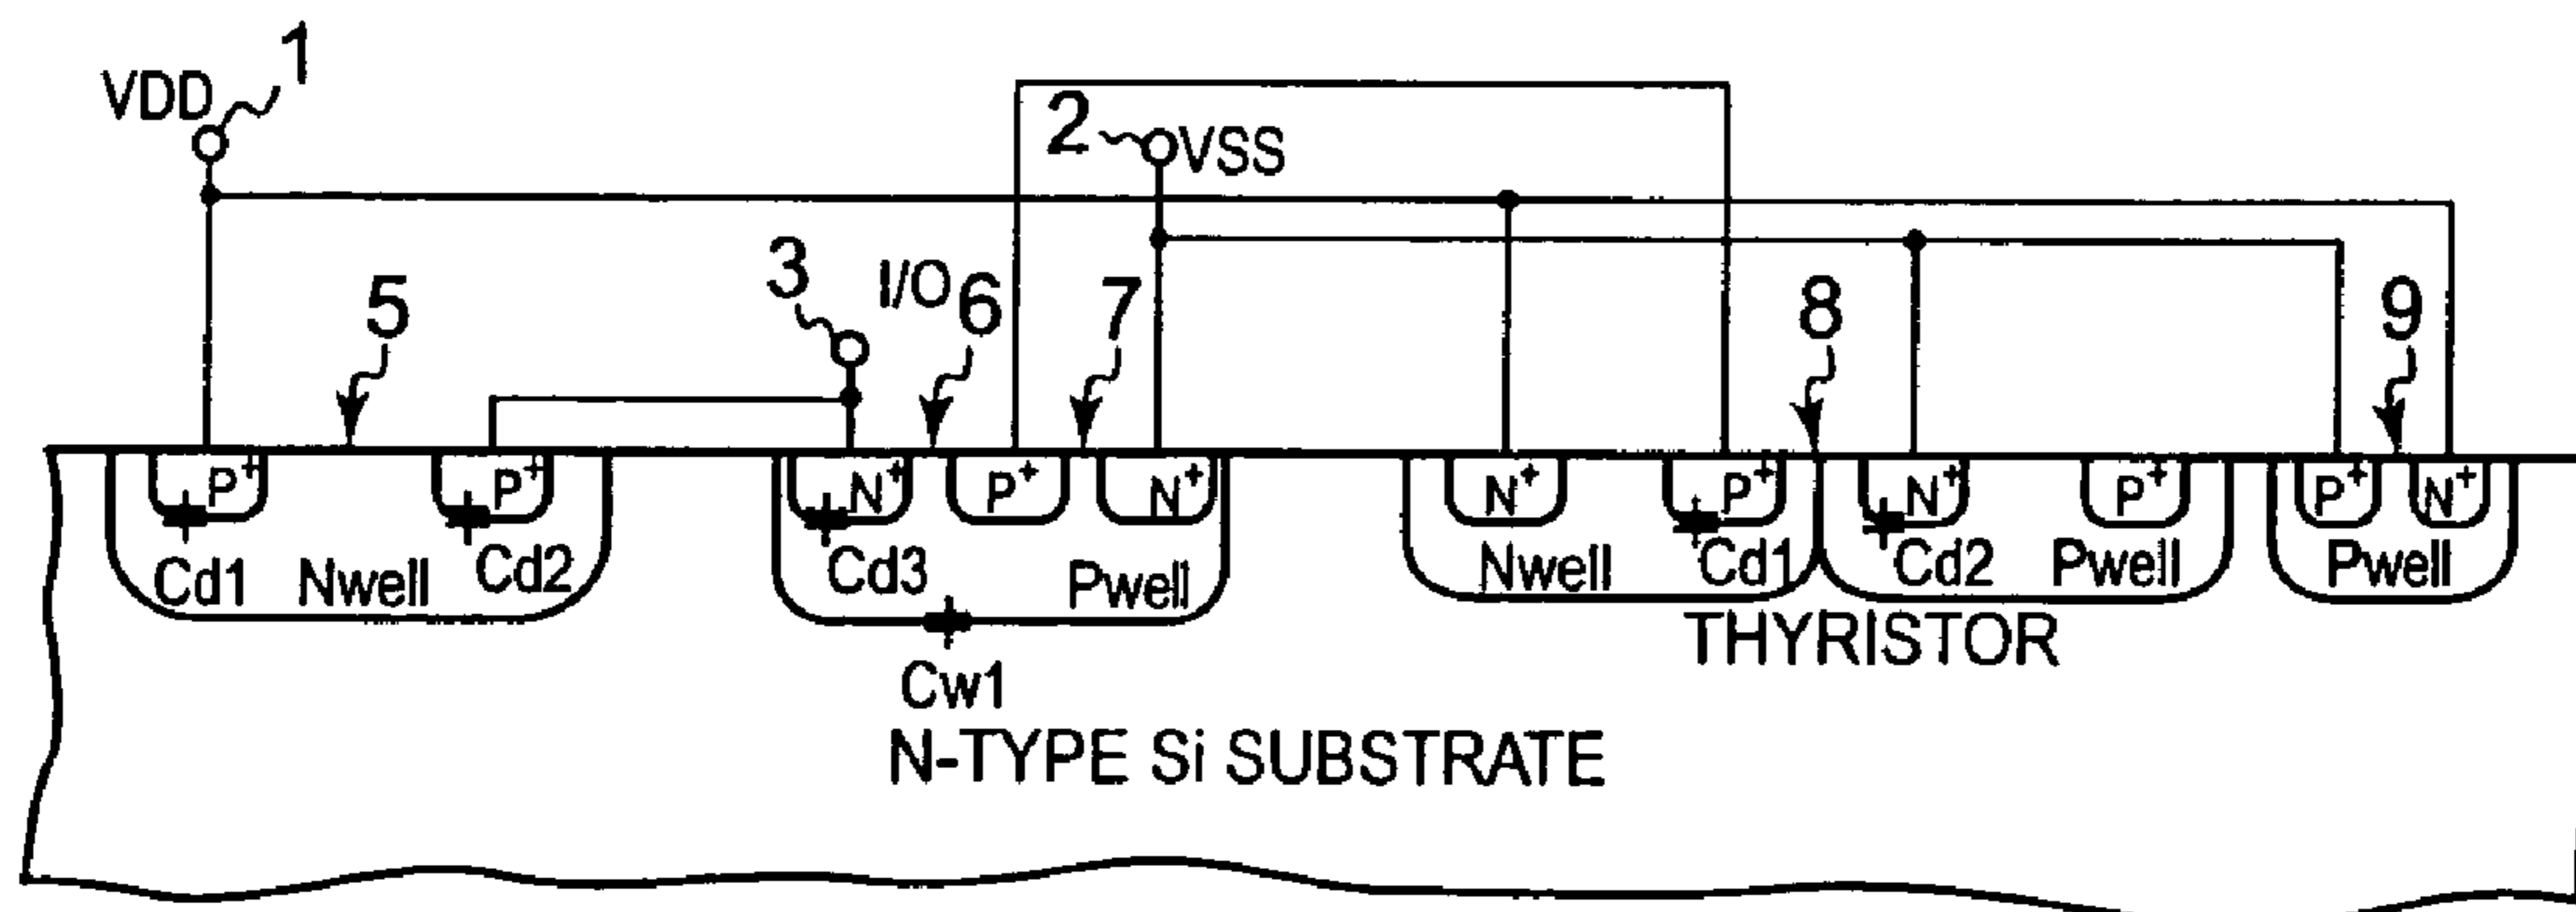 1
VDD
2
VSS
3
I/O
5
6
7
8
9
P+
P+
N+
P+
N+
N+
P+
N+
P+
P+
N+
Cd1
Nwell
Cd2
Cd3
Pwell
Nwell
Cd1
Cd2
Pwell
Pwell
THYRISTOR
Cw1
N-TYPE Si SUBSTRATE